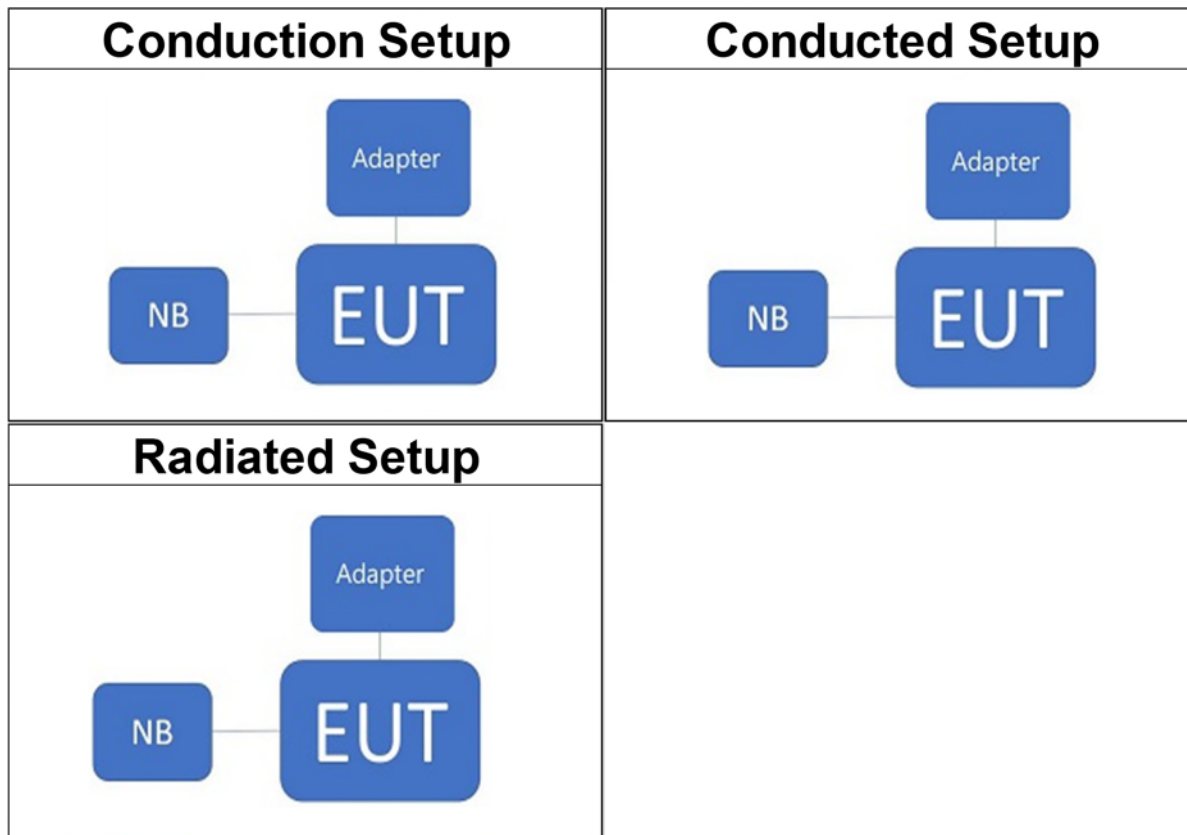 Conduction Setup
Adapter
NB
EUT
Conducted Setup
Adapter
NB
EUT
Radiated Setup
Adapter
NB
EUT